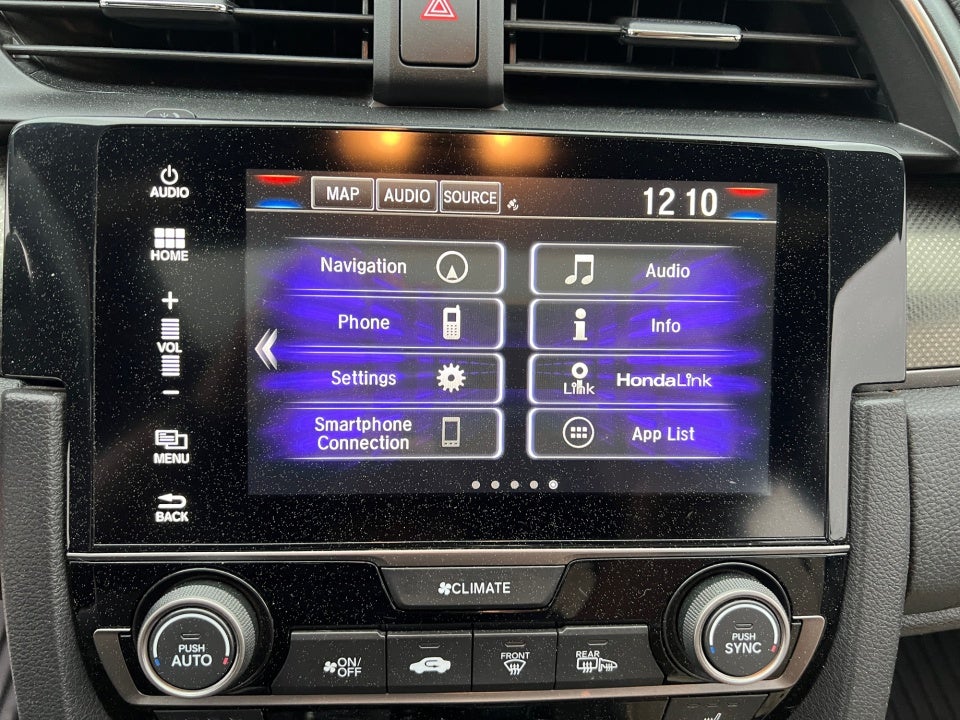 AUDIO
HOME
+
VOL
−
MENU
BACK
MAP AUDIO SOURCE 12 10
Navigation
Phone
Settings
Smartphone
Connection
Audio
Info
Link HondaLink
App List
CLIMATE
PUSH
AUTO
ON/
OFF
FRONT
REAR
PUSH
SYNC